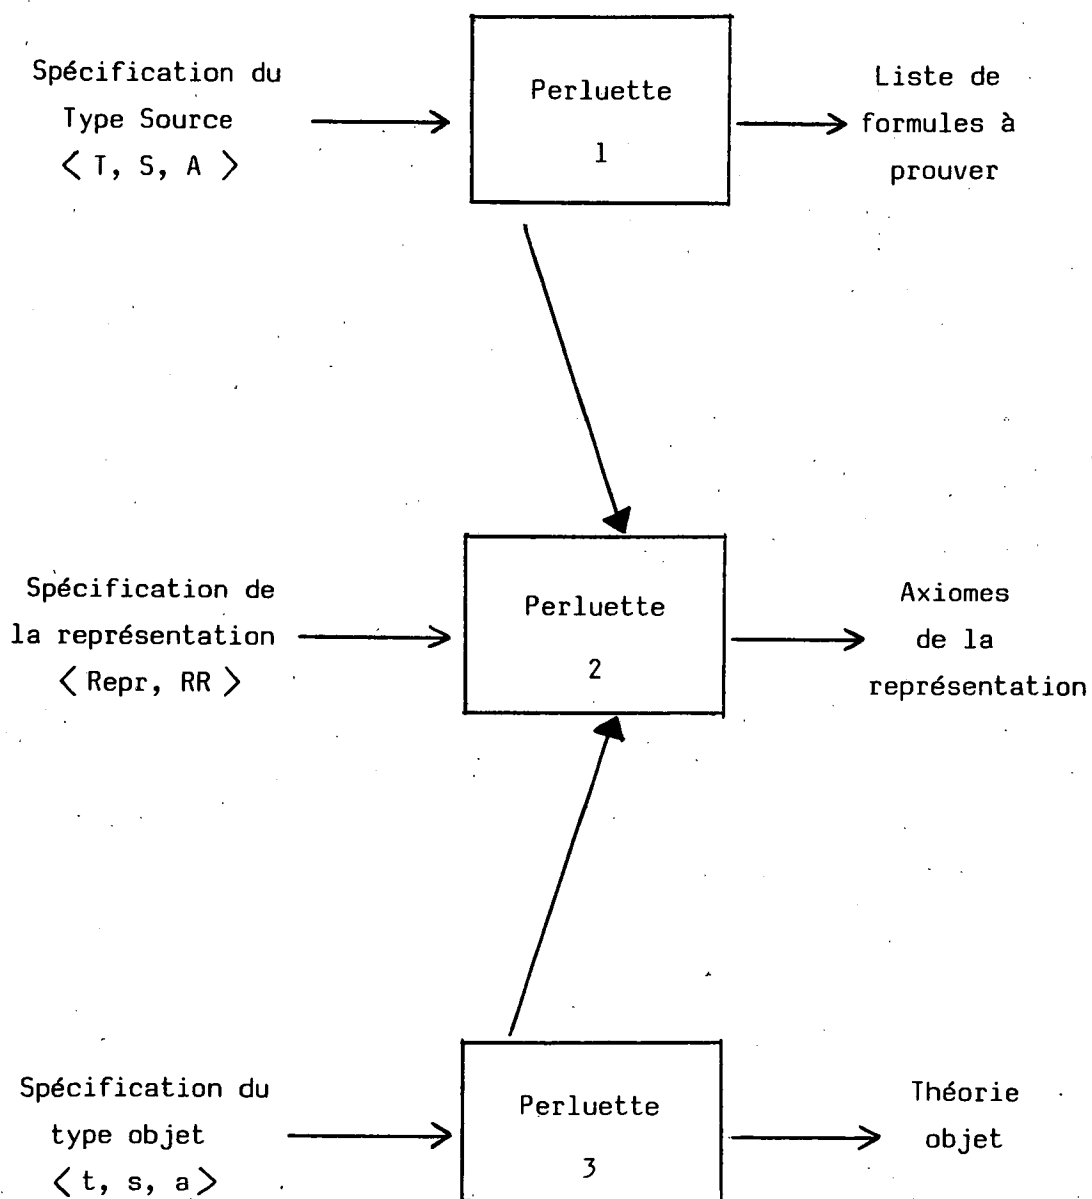 Spécification du
Type Source
< T, S, A >
Perluette
1
Liste de
formules à
prouver
Spécification de
la représentation
< Repr, RR >
Perluette
2
Axiomes
de la
représentation
Spécification du
type objet
< t, s, a >
Perluette
3
Théorie
objet